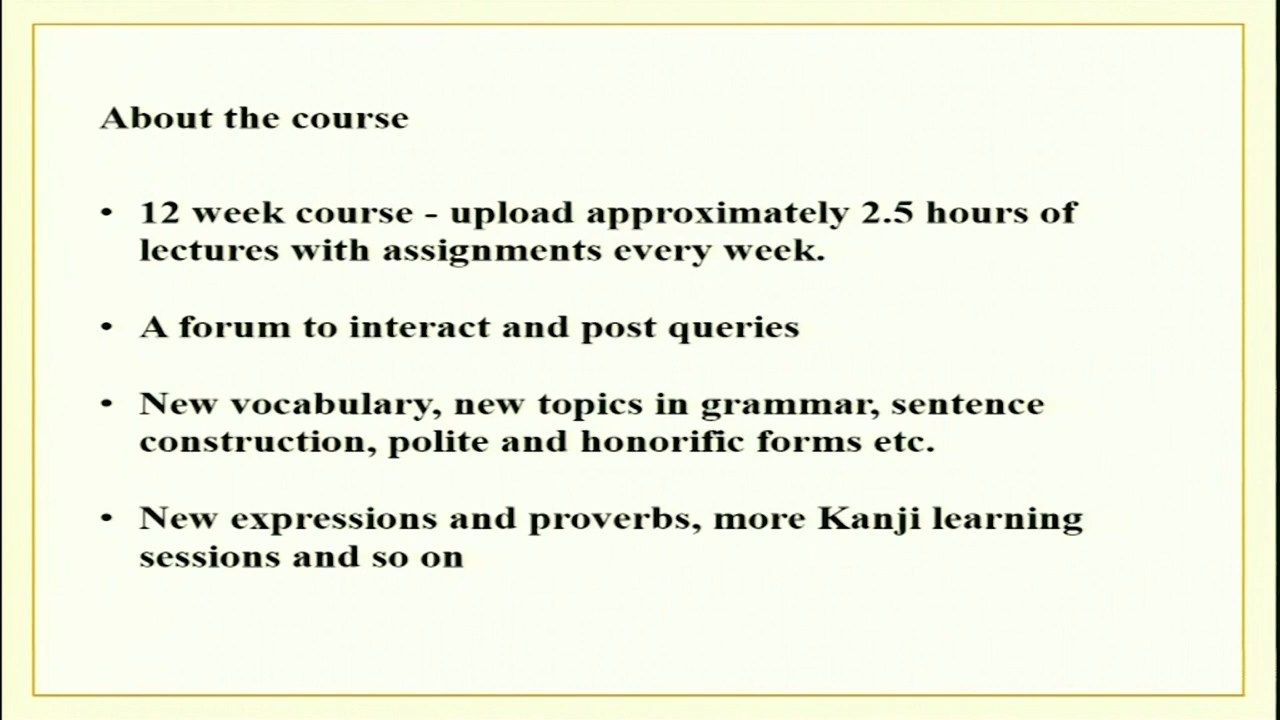 About the course
• 12 week course - upload approximately 2.5 hours of
lectures with assignments every week.
• A forum to interact and post queries
• New vocabulary, new topics in grammar, sentence
construction, polite and honorific forms etc.
• New expressions and proverbs, more Kanji learning
sessions and so on